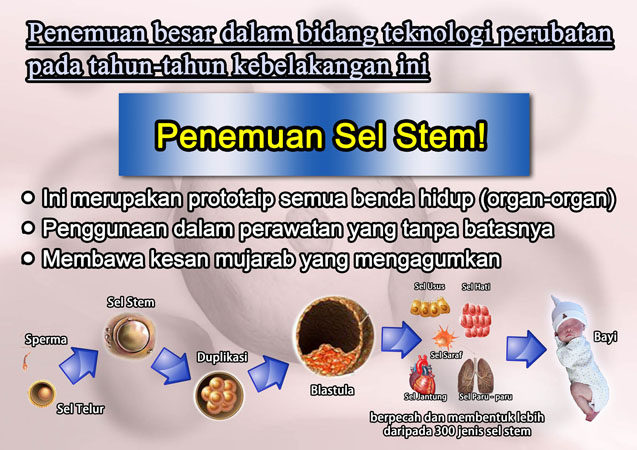 Penemuan besar dalam bidang teknologi perubatan
pada tahun-tahun kebelakangan ini
Penemuan Sel Stem!
Ini merupakan prototaip semua benda hidup (organ-organ)
Penggunaan dalam perawatan yang tanpa batasnya
Membawa kesan mujarab yang mengagumkan
Sperma
Sel Telur
Sel Stem
Duplikasi
Blastula
Sel Usus
Sel Hati
Sel Saraf
Sel Jantung
Sel Paru - paru
berpecah dan membentuk lebih
daripada 300 jenis sel stem
Bayi